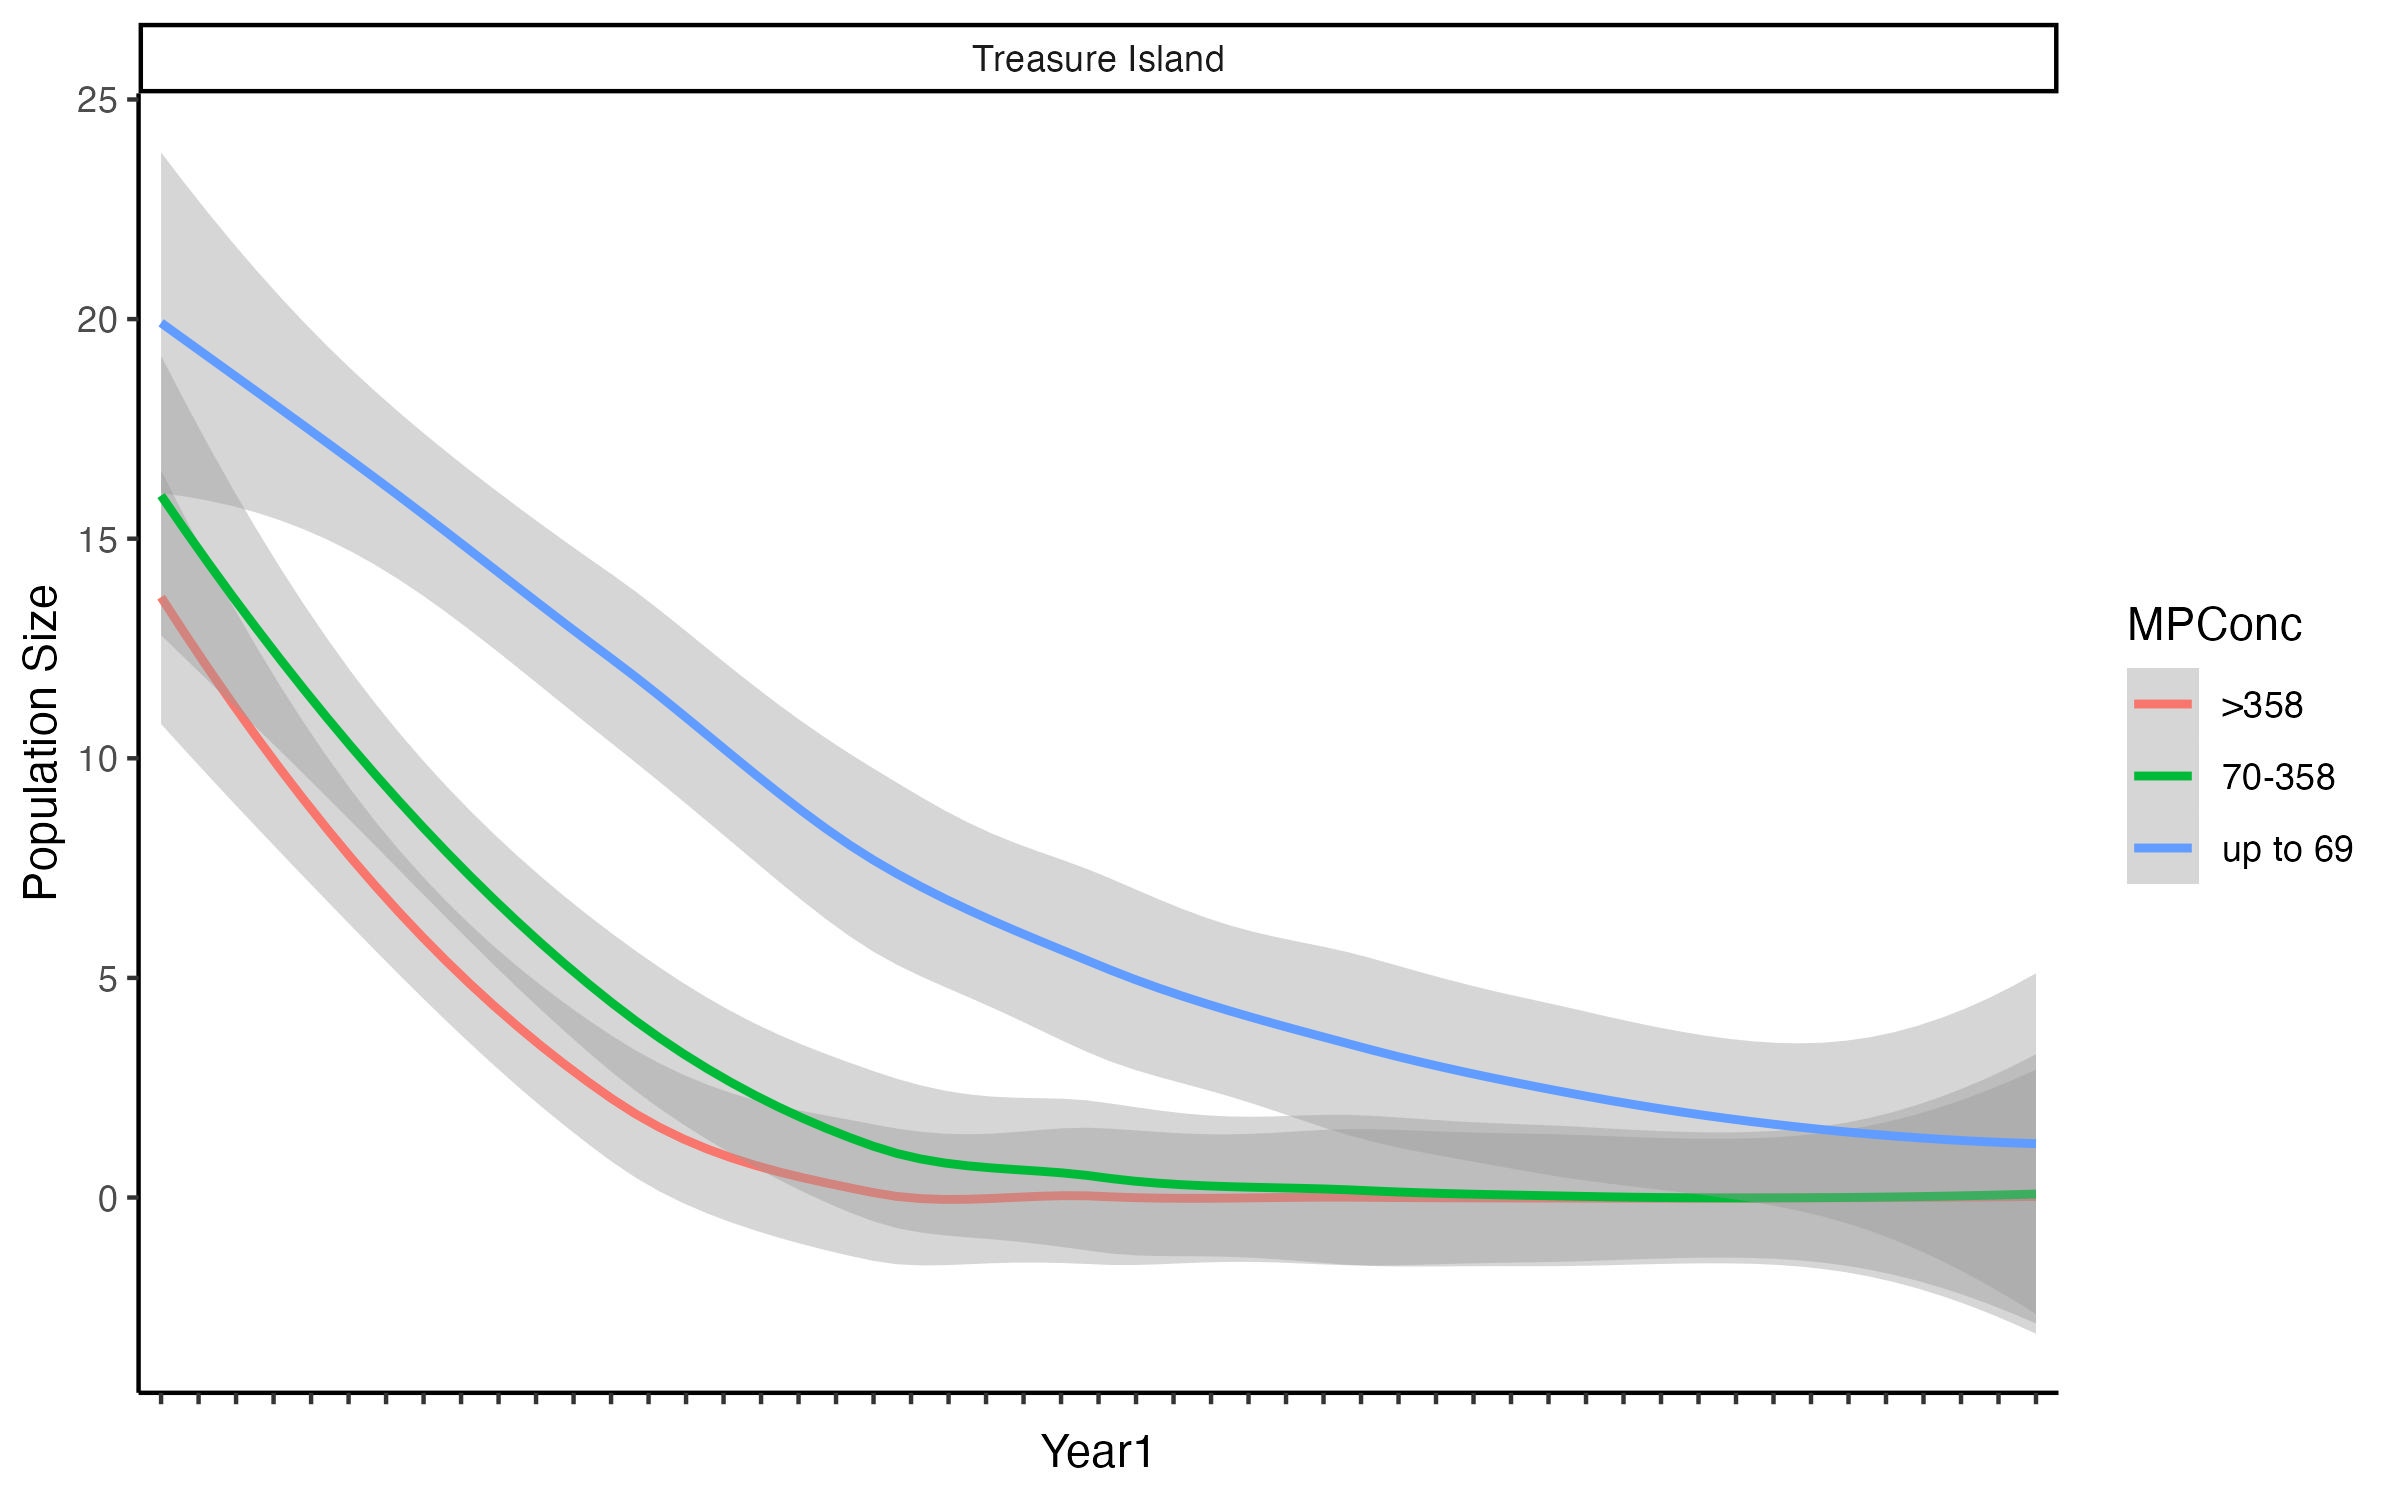 Treasure Island
25
20
15
10
5
0
Population Size
Year1
MPConc
>358
70-358
up to 69